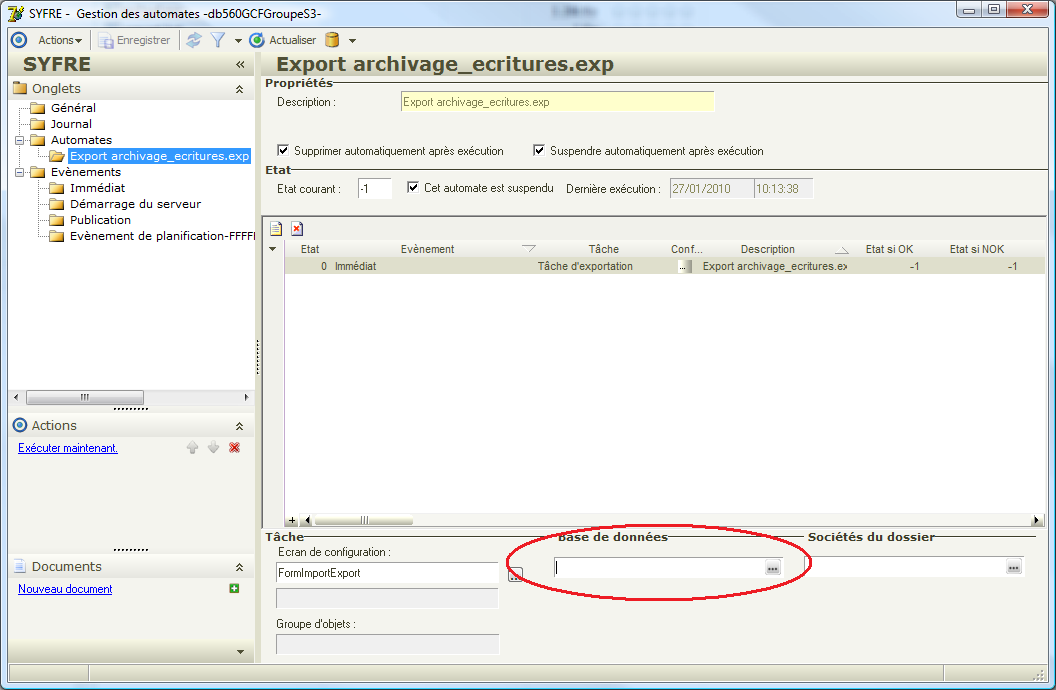 SYFRE - Gestion des automates -db560GCFGroupeS3-
Actions Enregistrer Actualiser
SYFRE «
Export archivage_ecritures.exp
Onglets
Général
Journal
Automates
Export archivage_ecritures.exp
Evènements
Immédiat
Démarrage du serveur
Publication
Evènement de planification-FFFFI
Actions
Exécuter maintenant.
Documents
Nouveau document
Propriétés
Description : Export archivage_ecritures.exp
Supprimer automatiquement après exécution Suspendre automatiquement après exécution
Etat
Etat courant : -1 Cet automate est suspendu Dernière exécution : 27/01/2010 10:13:38
Etat Evènement Tâche Conf... Description Etat si OK Etat si NOK
0 Immédiat Tâche d'exportation ... Export archivage_ecritures.ex -1 -1
Tâche Base de données Sociétés du dossier
Ecran de configuration :
FormImportExport ... ... ...
Groupe d'objets :